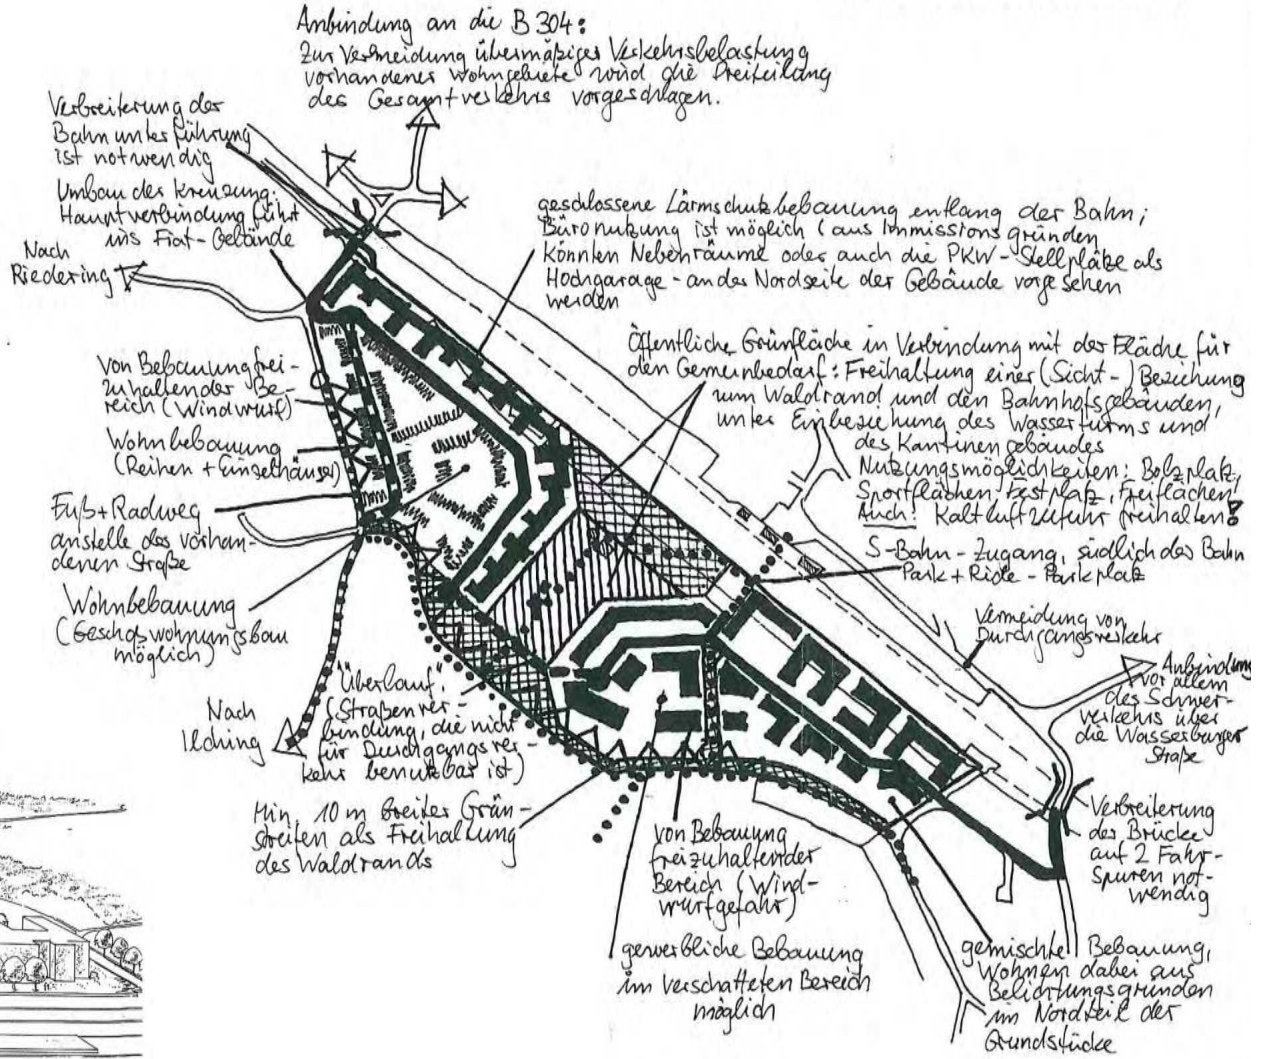 Anbindung an die B 304:
Zur Vermeidung übermäßiger Verkehrsbelastung
vorhandener Wohngebiete wird die Dreiteilung
des Gesamtverkehrs vorgeschlagen.
Verbreiterung der
Bahnunterführung
ist notwendig
Umbau der Kreuzung:
Hauptverbindung führt
ins Fiat-Gelände
Nach
Riedering
geschlossene Lärmschutzbebauung entlang der Bahn;
Büronutzung ist möglich (aus Immissionsgründen
könnten Nebenräume oder auch die PKW-Stellplätze als
Hochgarage - an der Nordseite der Gebäude vorgesehen
werden
Öffentliche Grünfläche in Verbindung mit der Fläche für
den Gemeinbedarf: Freihaltung einer (Sicht-) Beziehung
zum Waldrand und den Bahnhofsgebäuden,
unter Einbeziehung des Wasserturms und
des Kantinengebäudes
Nutzungsmöglichkeiten: Bolzplatz,
Sportflächen, Festplatz, Freiflächen!
Auch: Kaltluftzufuhr freihalten!
S-Bahn-Zugang, südlich des Bahn
Park+Ride-Parkplatz
von Bebauung frei-
zuhaltender Be-
reich (Windwurf)
Wohnbebauung
(Reihen + Einzelhäuser)
Fuß+Radweg
anstelle der vorhan-
denen Straße
Wohnbebauung
(Geschoßwohnungsbau
möglich)
Nach
Ilching
"Überlauf"
(Straßenver-
bindung, die nicht
für Durchgangsver-
kehr benutzbar ist)
Min. 10 m breiter Grün-
streifen als Freihaltung
des Waldrands
von Bebauung
freizuhaltender
Bereich (Wind-
wurfgefahr)
gewerbliche Bebauung
im verschatteten Bereich
möglich
Vermeidung von
Durchgangsverkehr
Anbindung
vor allem
des Schwer-
verkehrs über
die Wasserburger
Straße
Verbreiterung
der Brücke
auf 2 Fahr-
Spuren not-
wendig
gemischte Bebauung,
Wohnen dabei aus
Belichtungsgründen
im Nordteil der
Grundstücke